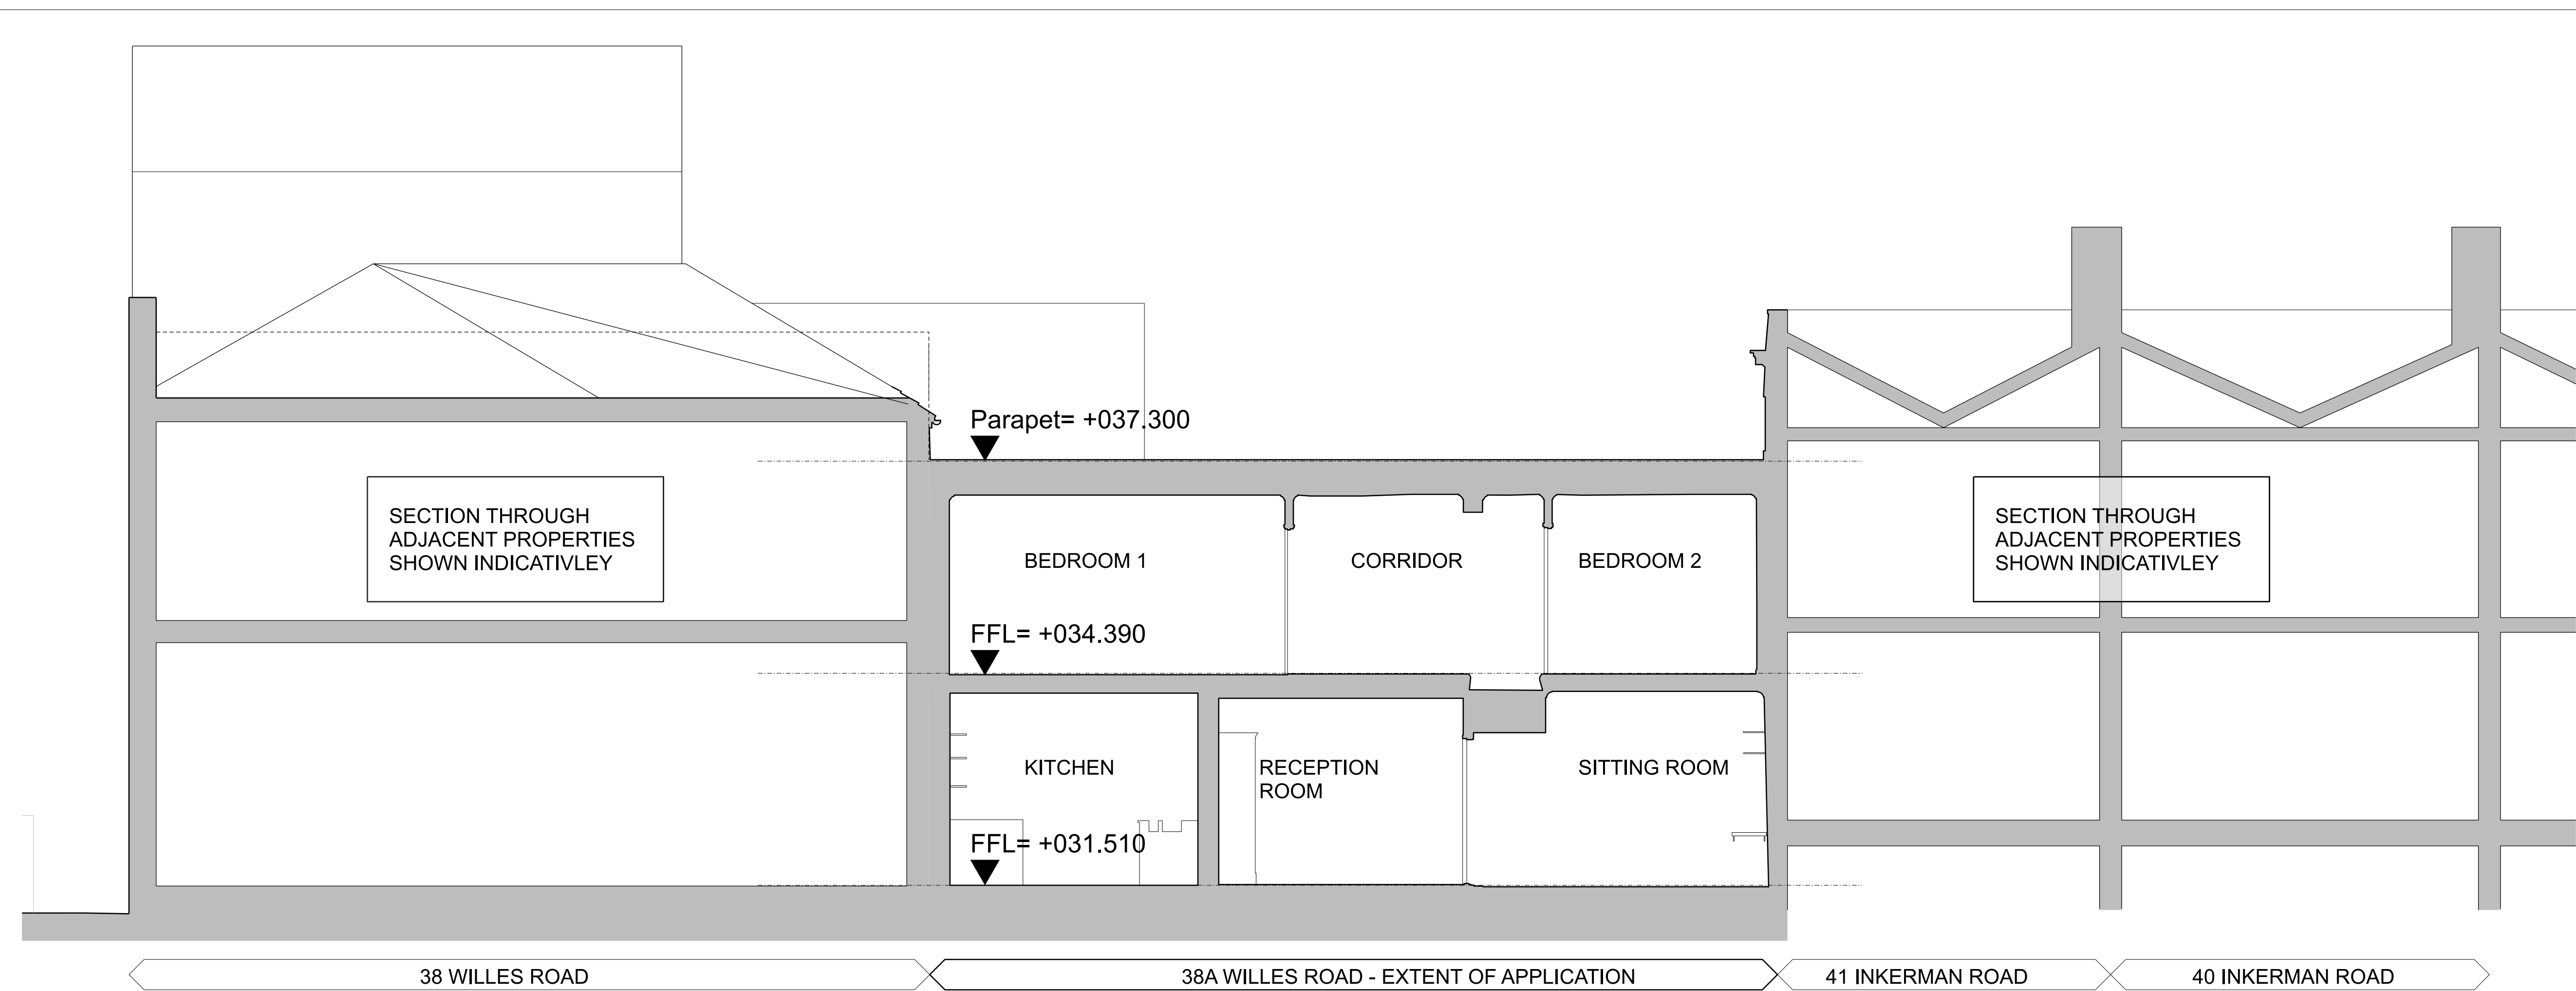 Parapet= +037.300
SECTION THROUGH
ADJACENT PROPERTIES
SHOWN INDICATIVLEY
SECTION THROUGH
ADJACENT PROPERTIES
SHOWN INDICATIVLEY
BEDROOM 1
CORRIDOR
BEDROOM 2
FFL= +034.390
KITCHEN
RECEPTION
ROOM
SITTING ROOM
FFL= +031.510
38 WILLES ROAD
38A WILLES ROAD - EXTENT OF APPLICATION
41 INKERMAN ROAD
40 INKERMAN ROAD